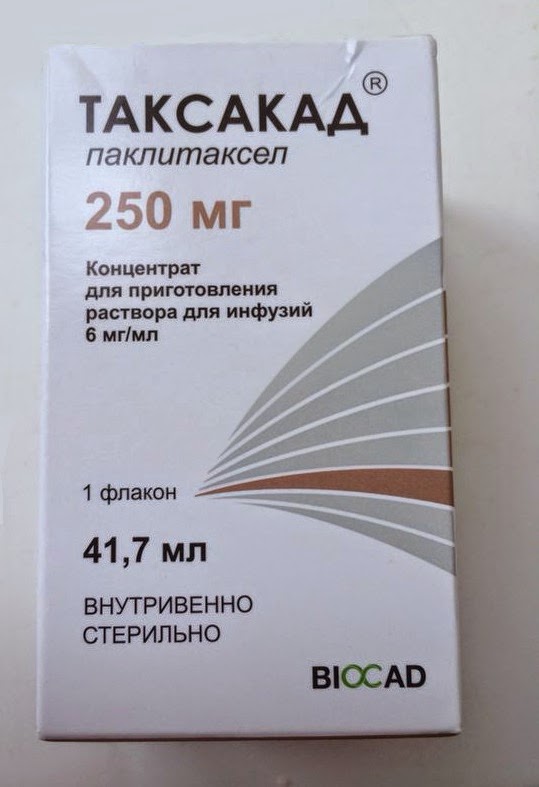 ТАКСАКАД®
паклитаксел
250 мг
Концентрат
для приготовления
раствора для инфузий
6 мг/мл
1 флакон
41,7 мл
ВНУТРИВЕННО
СТЕРИЛЬНО
BIOCAD